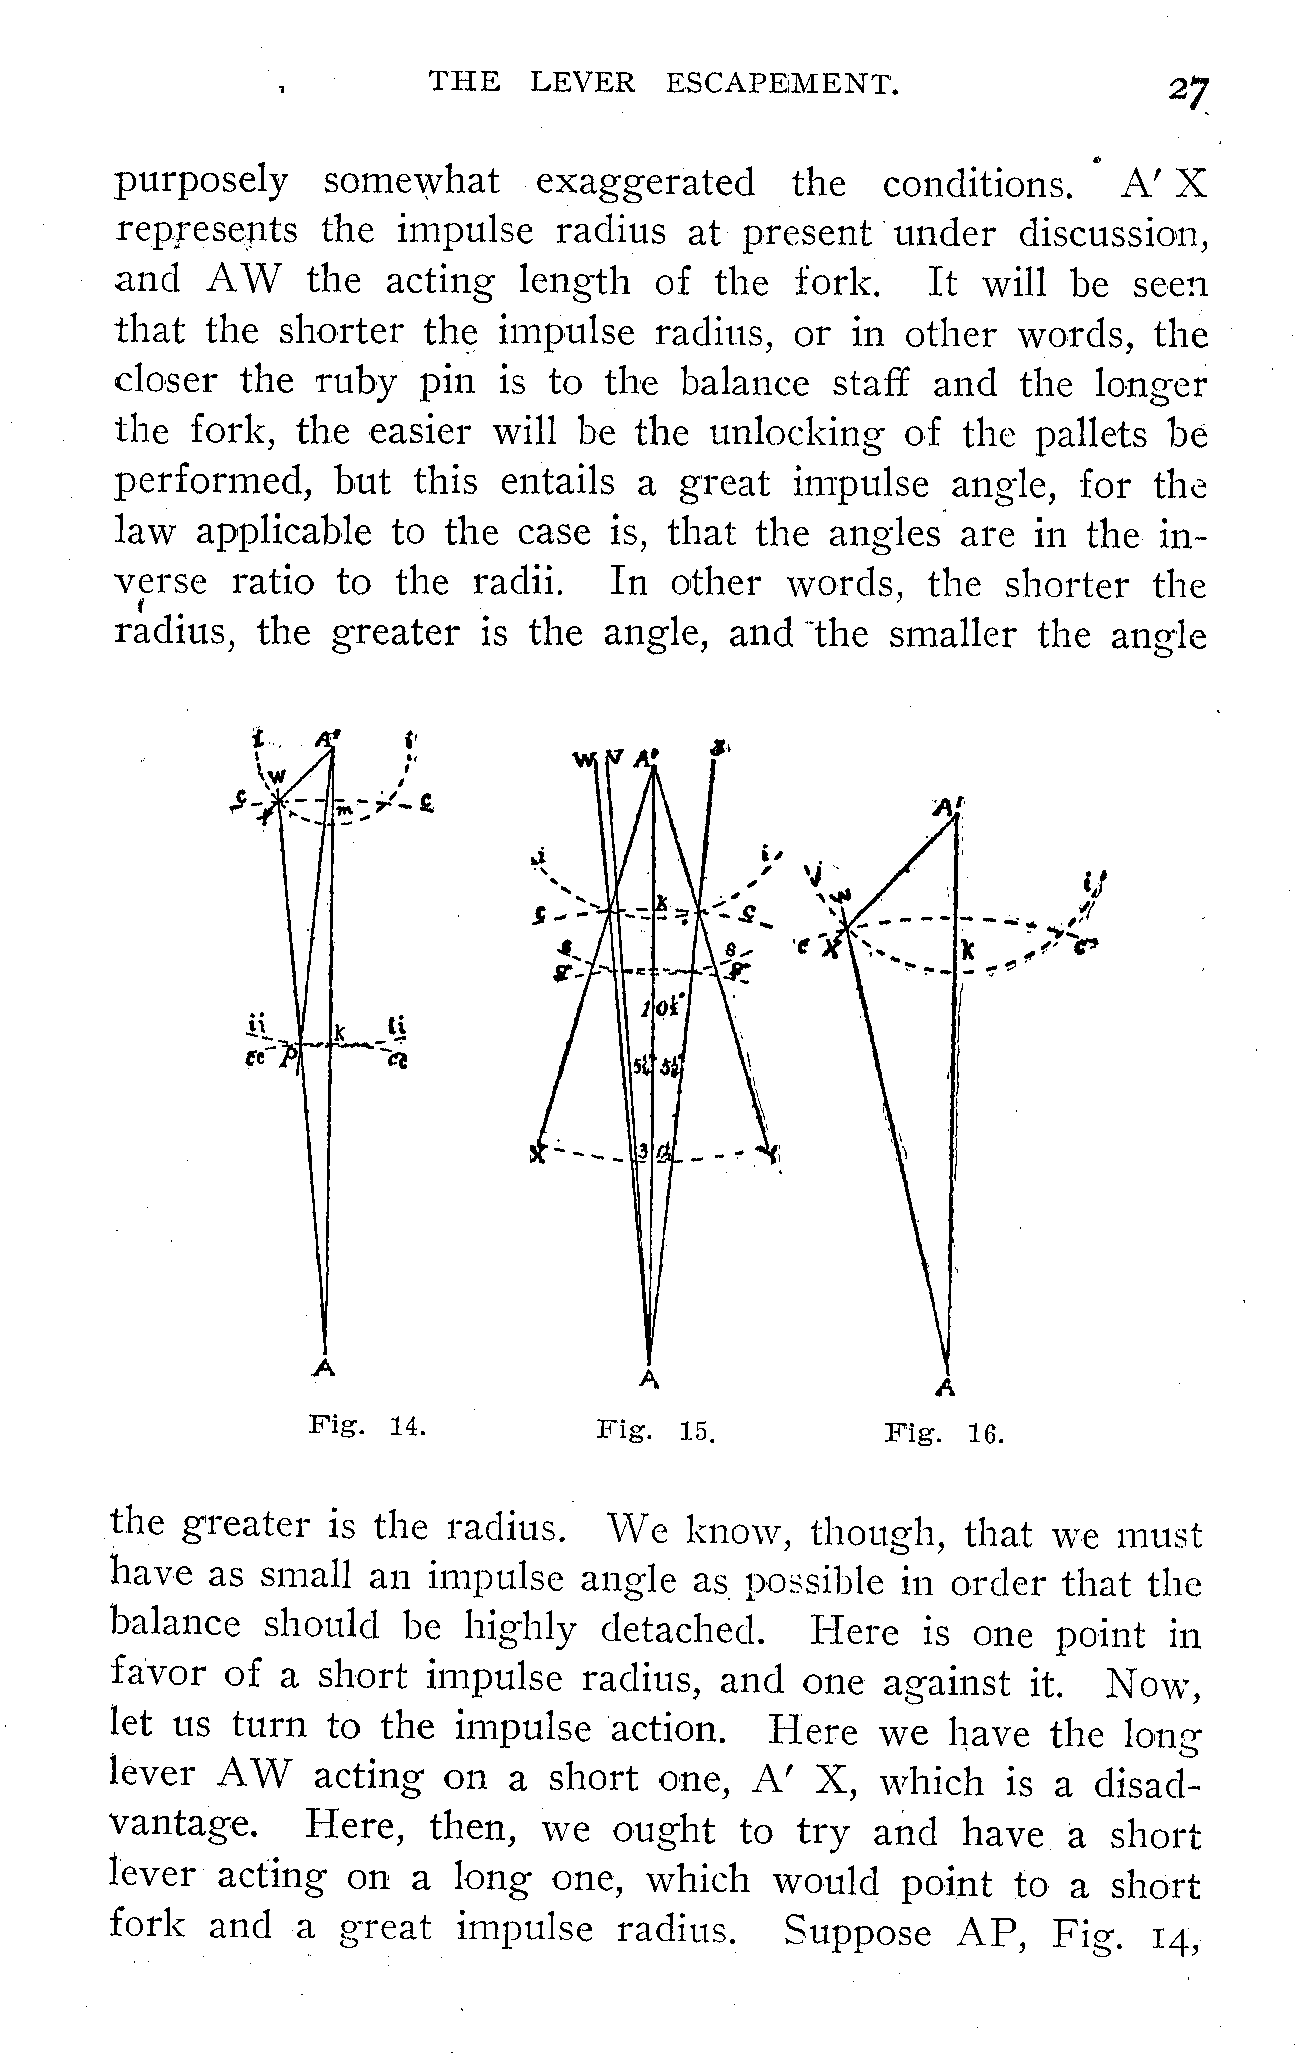 THE LEVER ESCAPEMENT. 27
purposely somewhat exaggerated the conditions. A′ X
represents the impulse radius at present under discussion,
and AW the acting length of the fork. It will be seen
that the shorter the impulse radius, or in other words, the
closer the ruby pin is to the balance staff and the longer
the fork, the easier will be the unlocking of the pallets be
performed, but this entails a great impulse angle, for the
law applicable to the case is, that the angles are in the in-
verse ratio to the radii. In other words, the shorter the
radius, the greater is the angle, and the smaller the angle
A′
W
m
ii k ii
cc P cc
A
Fig. 14.
W V A′
k
10½°
5¼ 5¼
X Y
A
Fig. 15.
A′
W
c X k c
A
Fig. 16.
the greater is the radius. We know, though, that we must
have as small an impulse angle as possible in order that the
balance should be highly detached. Here is one point in
favor of a short impulse radius, and one against it. Now,
let us turn to the impulse action. Here we have the long
lever AW acting on a short one, A′ X, which is a disad-
vantage. Here, then, we ought to try and have a short
lever acting on a long one, which would point to a short
fork and a great impulse radius. Suppose AP, Fig. 14,